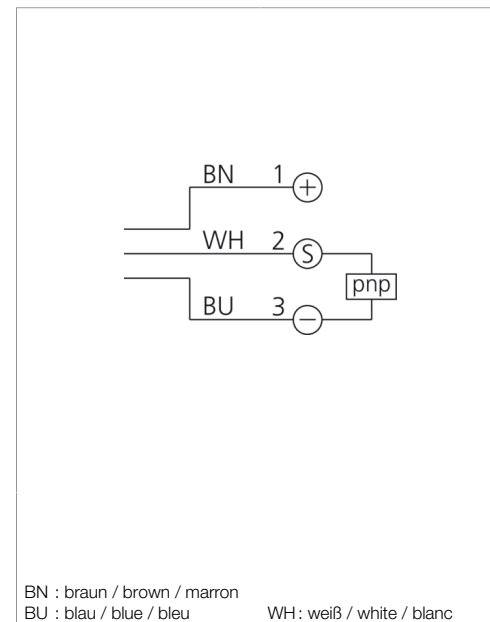 BN 1 +
WH 2 S
pnp
BU 3 −
BN : braun / brown / marron
BU : blau / blue / bleu WH : weiß / white / blanc